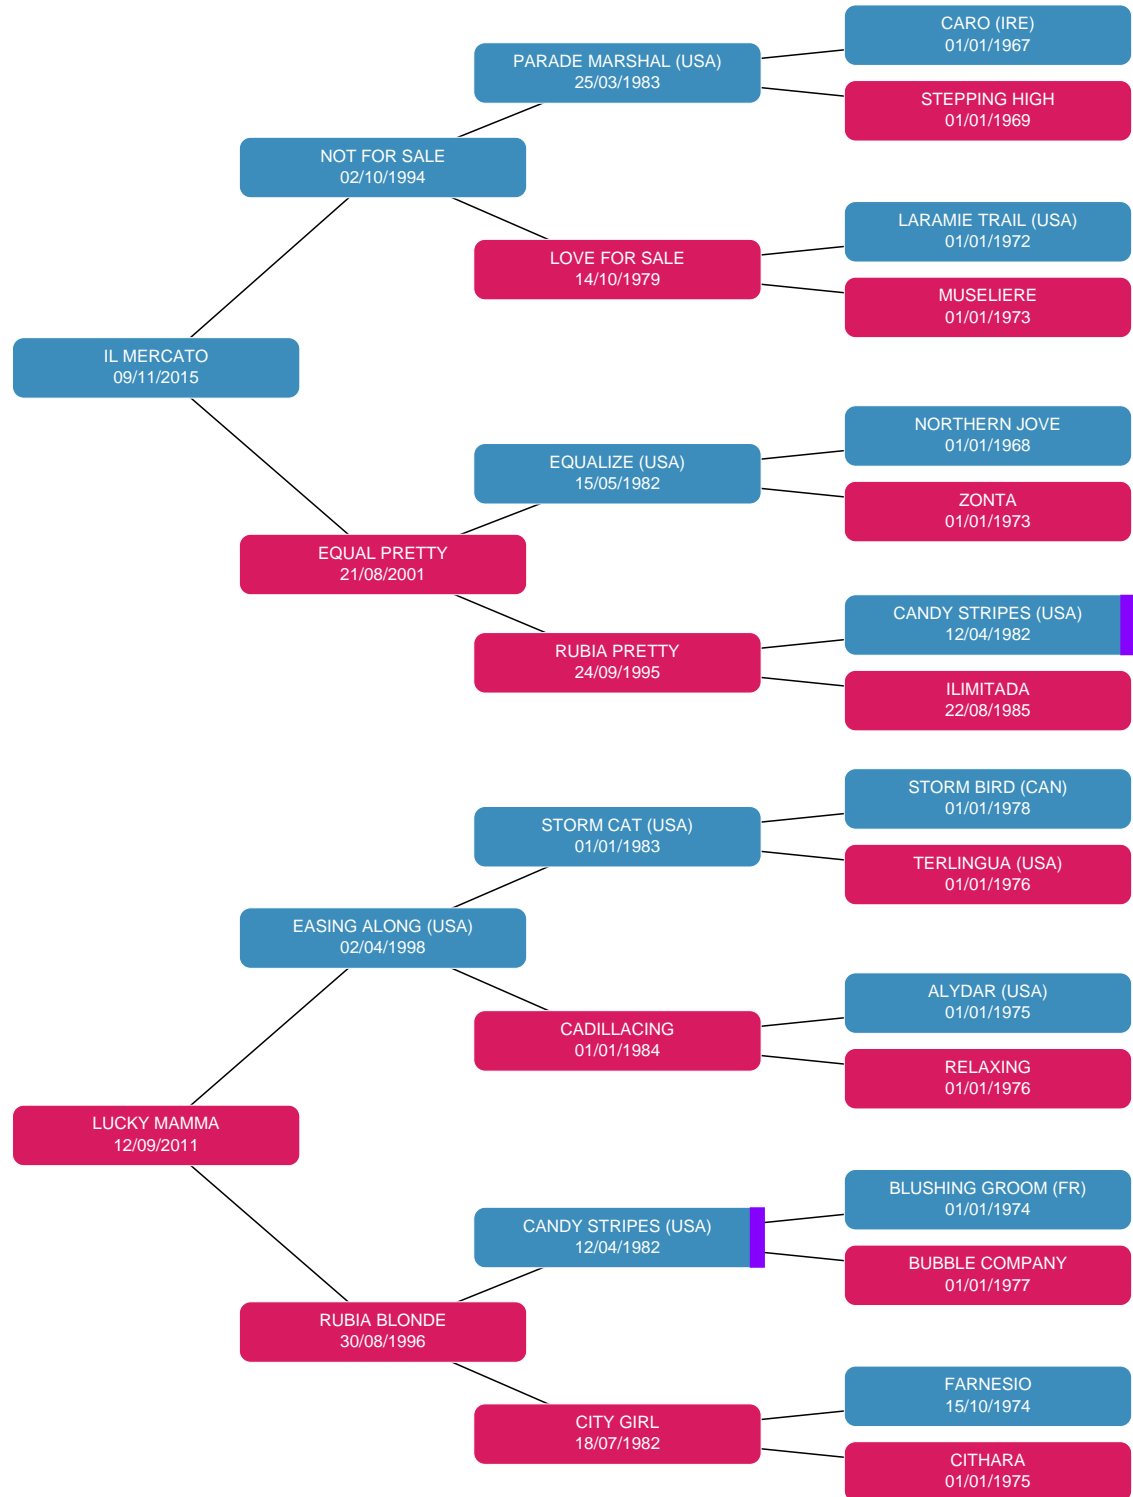 CARO (IRE)
01/01/1967
PARADE MARSHAL (USA)
25/03/1983
STEPPING HIGH
01/01/1969
NOT FOR SALE
02/10/1994
LARAMIE TRAIL (USA)
01/01/1972
LOVE FOR SALE
14/10/1979
MUSELIERE
01/01/1973
IL MERCATO
09/11/2015
NORTHERN JOVE
01/01/1968
EQUALIZE (USA)
15/05/1982
ZONTA
01/01/1973
EQUAL PRETTY
21/08/2001
CANDY STRIPES (USA)
12/04/1982
RUBIA PRETTY
24/09/1995
ILIMITADA
22/08/1985
STORM BIRD (CAN)
01/01/1978
STORM CAT (USA)
01/01/1983
TERLINGUA (USA)
01/01/1976
EASING ALONG (USA)
02/04/1998
ALYDAR (USA)
01/01/1975
CADILLACING
01/01/1984
RELAXING
01/01/1976
LUCKY MAMMA
12/09/2011
BLUSHING GROOM (FR)
01/01/1974
CANDY STRIPES (USA)
12/04/1982
BUBBLE COMPANY
01/01/1977
RUBIA BLONDE
30/08/1996
FARNESIO
15/10/1974
CITY GIRL
18/07/1982
CITHARA
01/01/1975